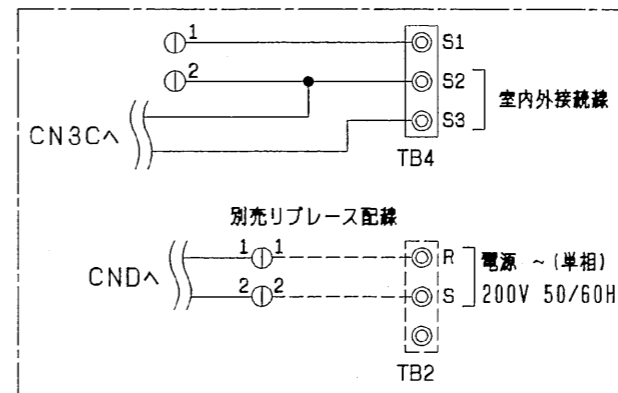 1 S1
2 S2
室内外接続線
CN3Cへ S3
TB4
別売リプレース配線
1 1 R 電源 ~(単相)
CNDへ
2 2 S 200V 50/60H
TB2